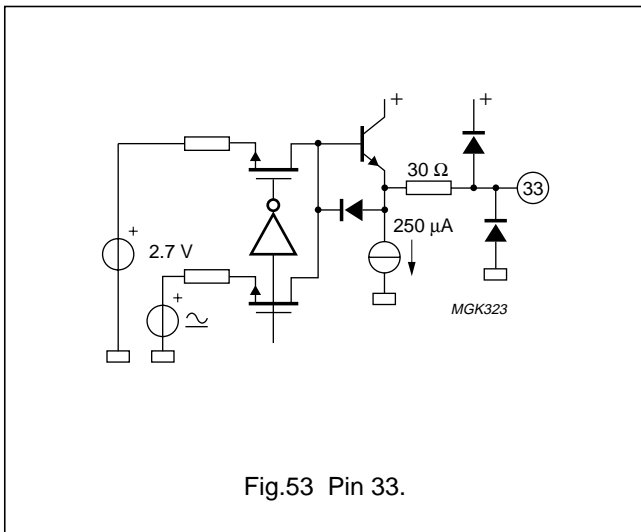 +
+
30 Ω
33
+
2.7 V
250 μA
+
MGK323
Fig.53 Pin 33.